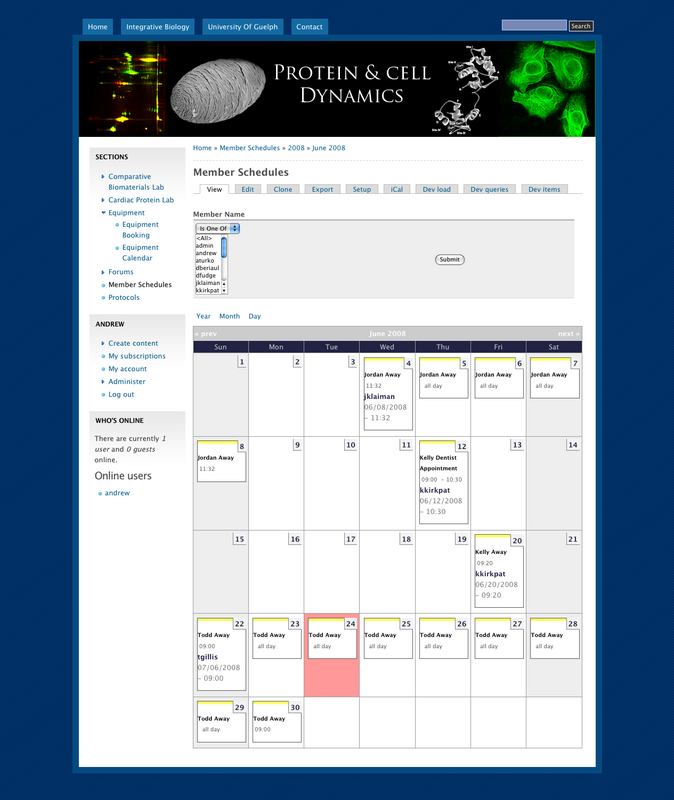 Home Integrative Biology University Of Guelph Contact Search
PROTEIN & CELL
DYNAMICS
SECTIONS
Comparative
Biomaterials Lab
Cardiac Protein Lab
Equipment
Equipment
Booking
Equipment
Calendar
Forums
Member Schedules
Protocols
ANDREW
Create content
My subscriptions
My account
Administer
Log out
WHO'S ONLINE
There are currently 1
user and 0 guests
online.
Online users
andrew
Home » Member Schedules » 2008 » June 2008
Member Schedules
View Edit Clone Export Setup iCal Dev load Dev queries Dev items
Member Name
Is One Of
<All>
admin
andrew
aturko
dberiaul
dfudge
jklaiman
kkirkpat
Submit
Year Month Day
« prev June 2008 next »
Sun Mon Tue Wed Thu Fri Sat
1 2 3 4 5 6 7
Jordan Away Jordan Away Jordan Away Jordan Away
11:32 all day all day all day
jklaiman
06/08/2008
– 11:32
8 9 10 11 12 13 14
Jordan Away Kelly Dentist
Appointment
11:32 09:00 – 10:30
kkirkpat
06/12/2008
– 10:30
15 16 17 18 19 20 21
Kelly Away
09:20
kkirkpat
06/20/2008
– 09:20
22 23 24 25 26 27 28
Todd Away Todd Away Todd Away Todd Away Todd Away Todd Away Todd Away
09:00 all day all day all day all day all day all day
tgillis
07/06/2008
– 09:00
29 30
Todd Away Todd Away
all day 09:00